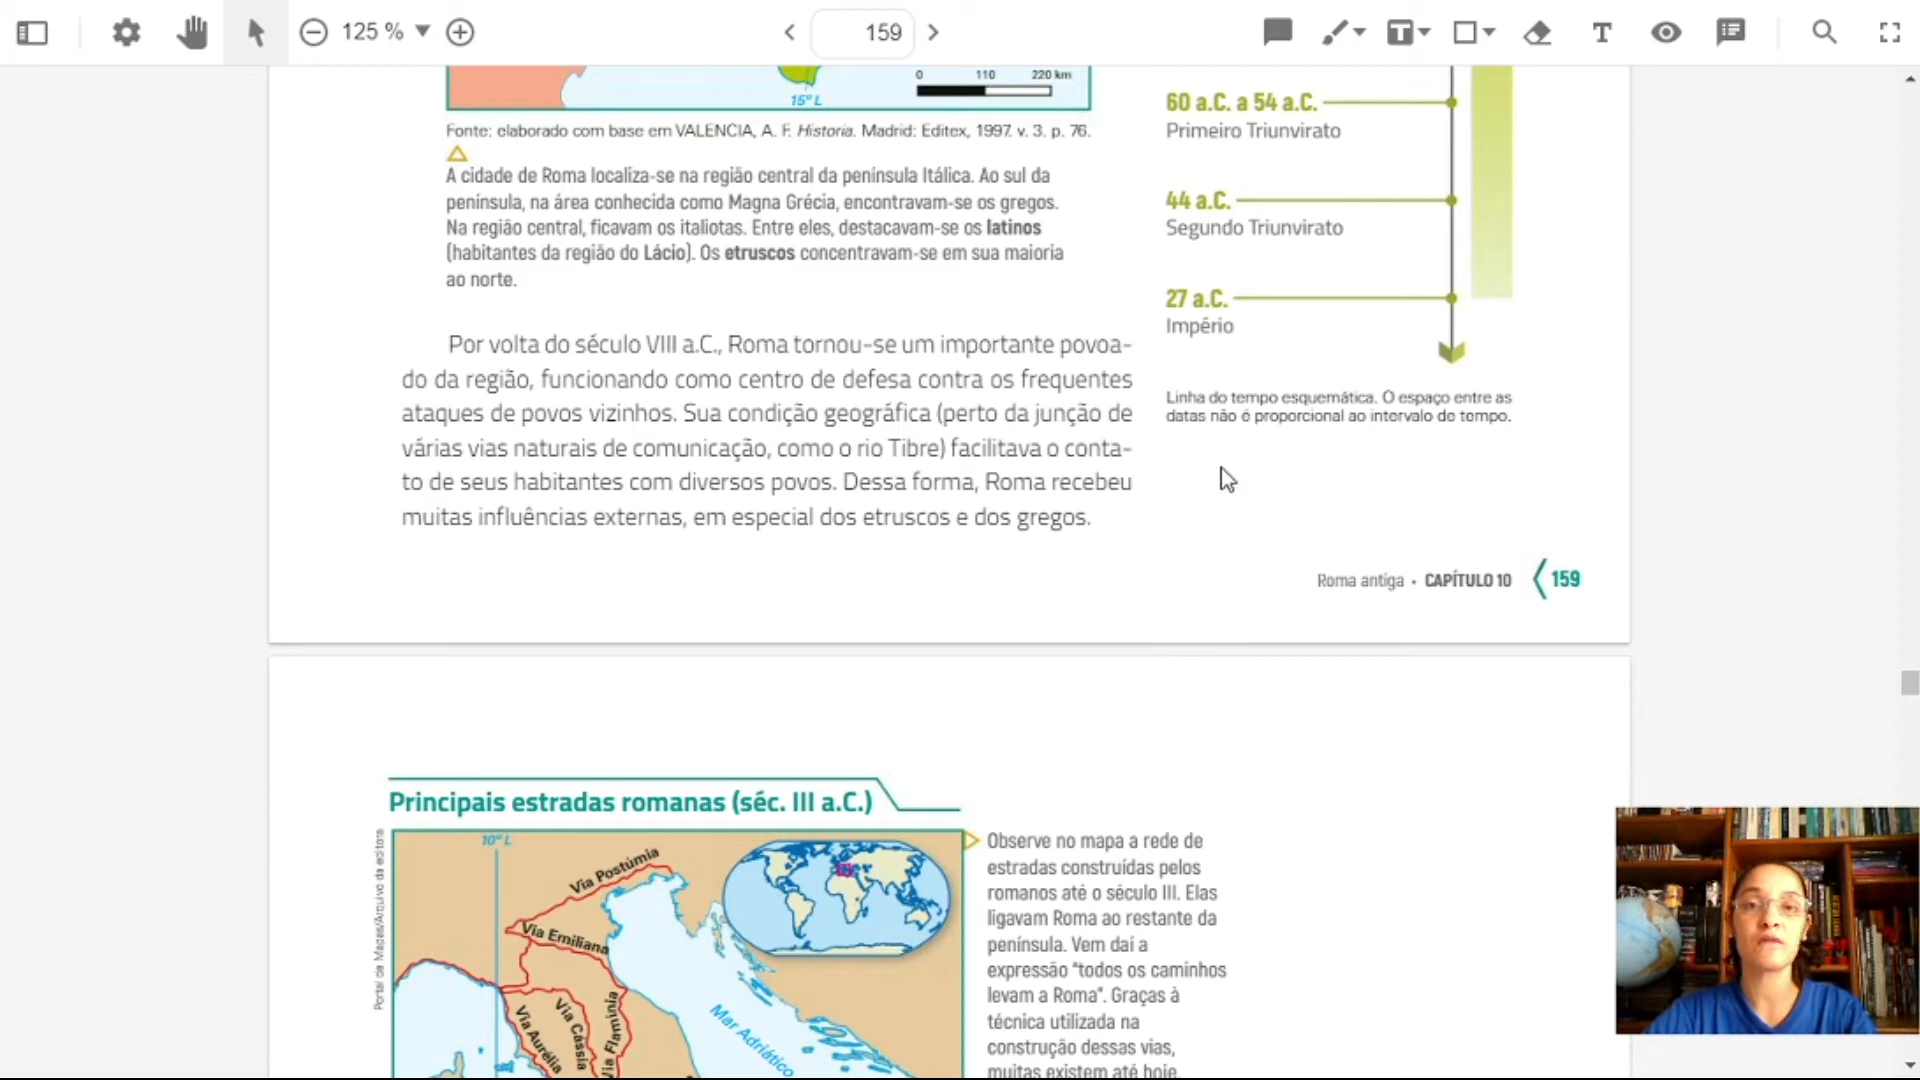 125 %
159
15º L
0 110 220 km
Fonte: elaborado com base em VALENCIA, A. F. Historia. Madrid: Editex, 1997. v. 3. p. 76.
A cidade de Roma localiza-se na região central da península Itálica. Ao sul da
península, na área conhecida como Magna Grécia, encontravam-se os gregos.
Na região central, ficavam os italiotas. Entre eles, destacavam-se os latinos
(habitantes da região do Lácio). Os etruscos concentravam-se em sua maioria
ao norte.
Por volta do século VIII a.C., Roma tornou-se um importante povoa-
do da região, funcionando como centro de defesa contra os frequentes
ataques de povos vizinhos. Sua condição geográfica (perto da junção de
várias vias naturais de comunicação, como o rio Tibre) facilitava o conta-
to de seus habitantes com diversos povos. Dessa forma, Roma recebeu
muitas influências externas, em especial dos etruscos e dos gregos.
60 a.C. a 54 a.C.
Primeiro Triunvirato
44 a.C.
Segundo Triunvirato
27 a.C.
Império
Linha do tempo esquemática. O espaço entre as
datas não é proporcional ao intervalo de tempo.
Roma antiga • CAPÍTULO 10 159
Principais estradas romanas (séc. III a.C.)
Portal de Mapas/Arquivo da editora
10º L
Via Postúmia
Via Emiliana
Via Aurélia
Via Cássia
Via Flamínia
Mar Adriático
Observe no mapa a rede de
estradas construídas pelos
romanos até o século III. Elas
ligavam Roma ao restante da
península. Vem daí a
expressão "todos os caminhos
levam a Roma". Graças à
técnica utilizada na
construção dessas vias,
muitas existem até hoje.